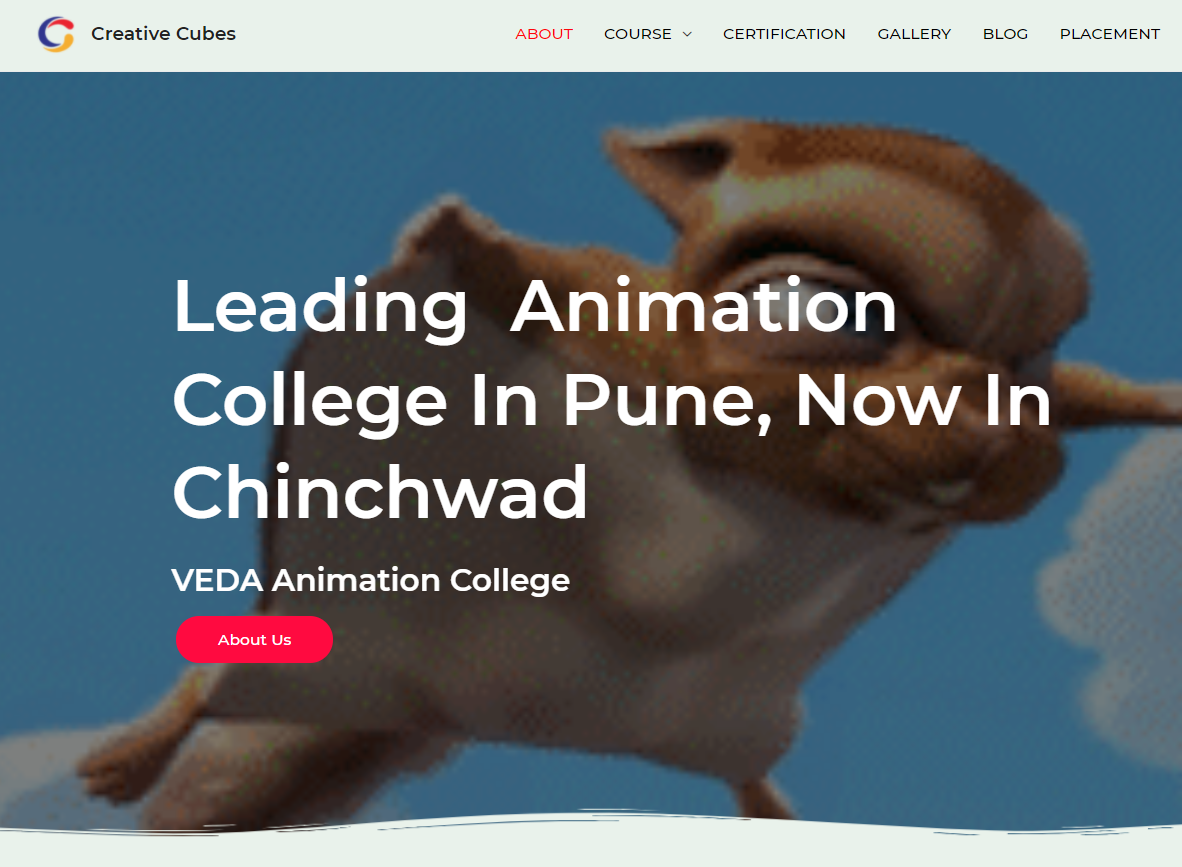 Creative Cubes
ABOUT
COURSE
CERTIFICATION
GALLERY
BLOG
PLACEMENT
Leading  Animation
College In Pune, Now In
Chinchwad
VEDA Animation College
About Us